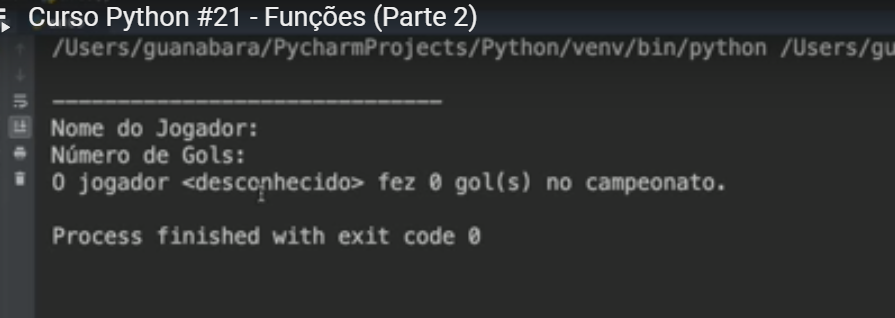 Curso Python #21 - Funções (Parte 2)
/Users/guanabara/PycharmProjects/Python/venv/bin/python /Users/gu
------------------------------
Nome do Jogador:
Número de Gols:
O jogador <desconhecido> fez 0 gol(s) no campeonato.
Process finished with exit code 0